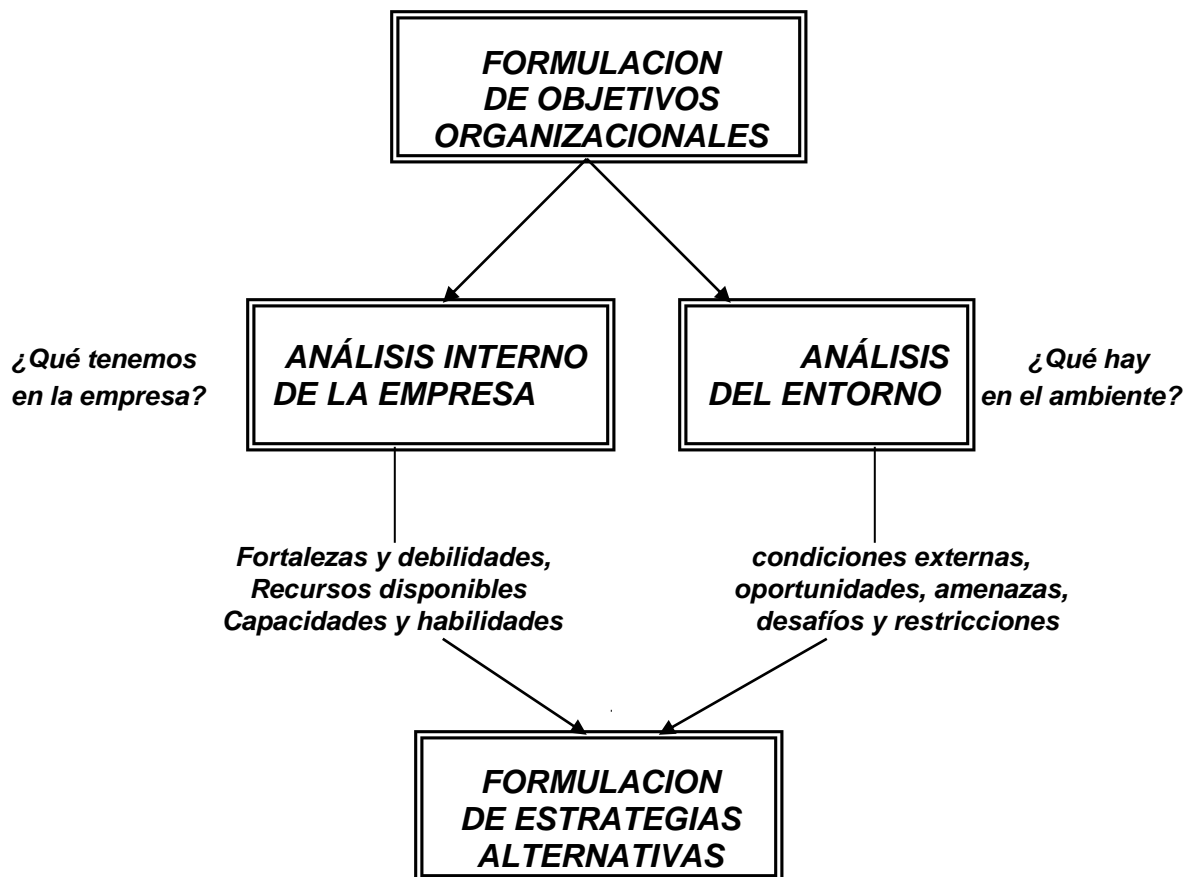 FORMULACION
DE OBJETIVOS
ORGANIZACIONALES
¿Qué tenemos
en la empresa?
ANÁLISIS INTERNO
DE LA EMPRESA
ANÁLISIS
DEL ENTORNO
¿Qué hay
en el ambiente?
Fortalezas y debilidades,
Recursos disponibles
Capacidades y habilidades
condiciones externas,
oportunidades, amenazas,
desafíos y restricciones
FORMULACION
DE ESTRATEGIAS
ALTERNATIVAS